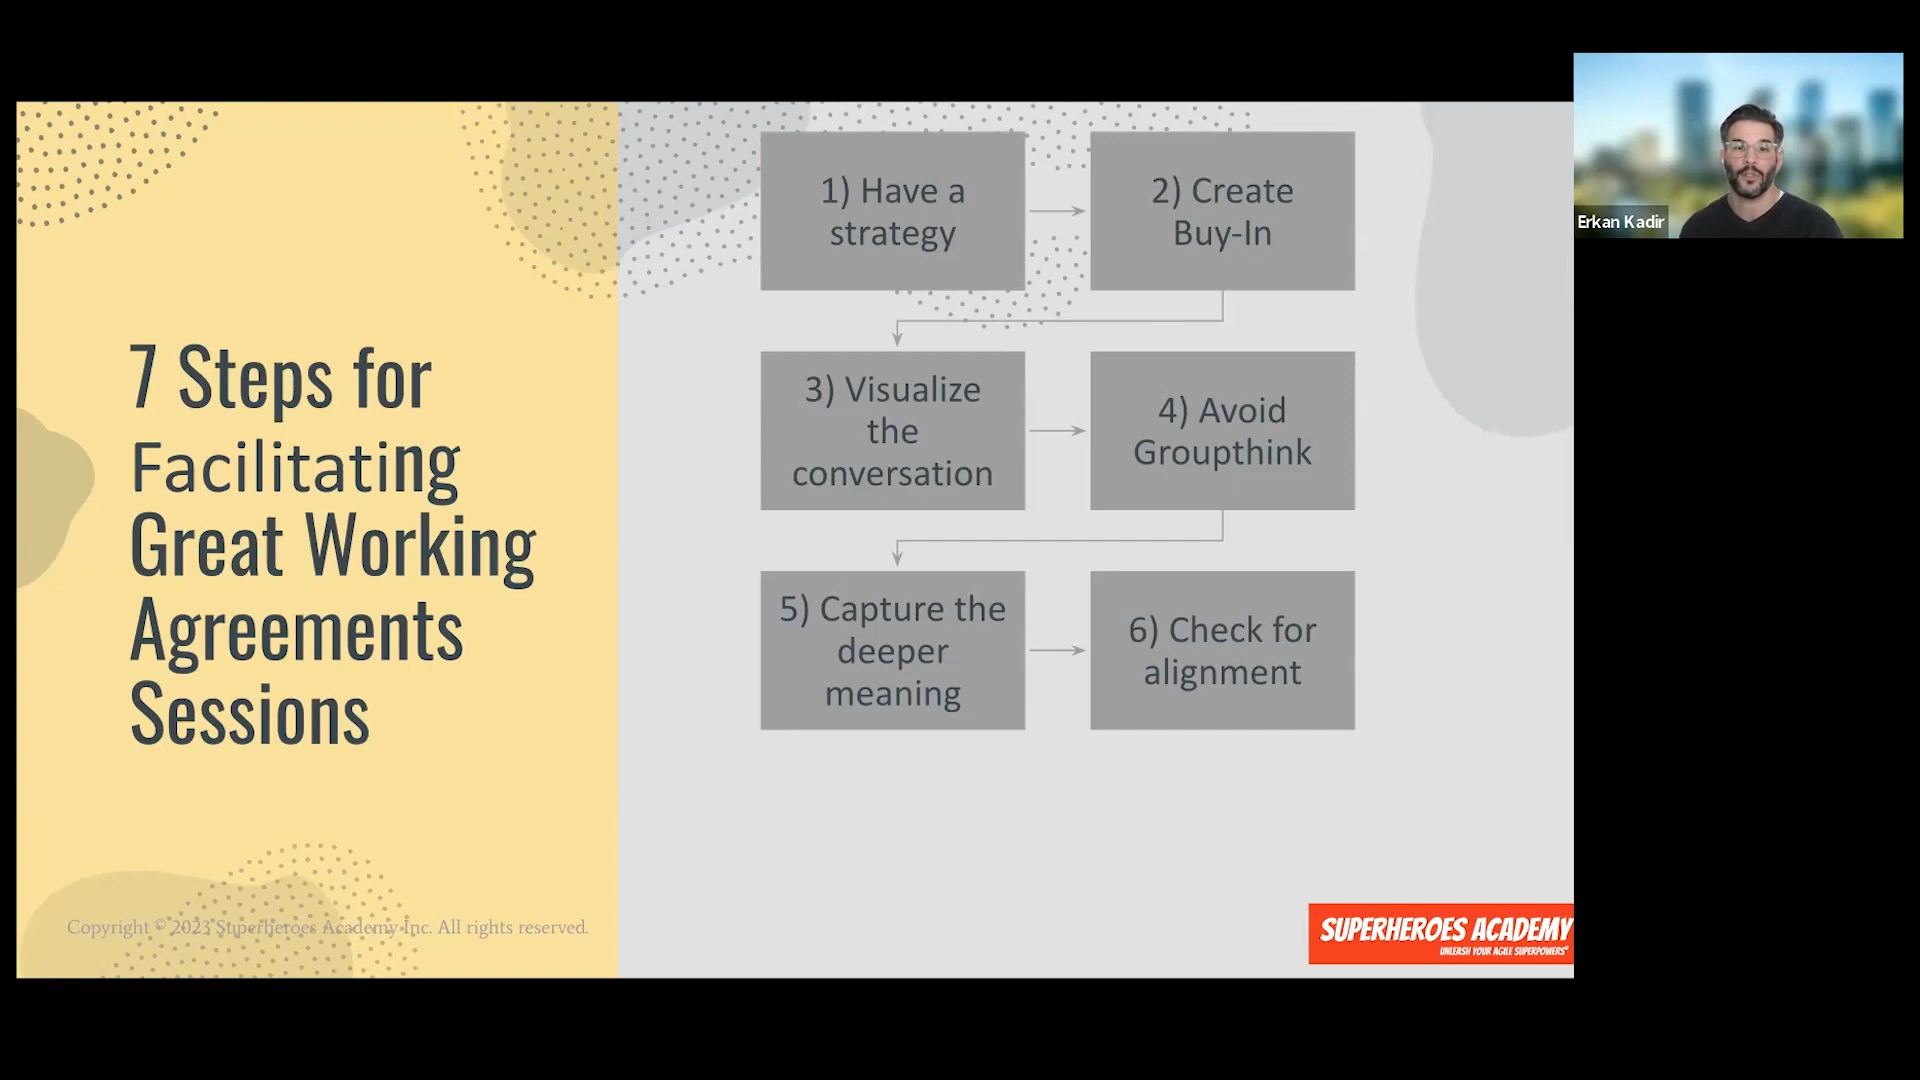 7 Steps for
Facilitating
Great Working
Agreements
Sessions
1) Have a
strategy
2) Create
Buy-In
3) Visualize
the
conversation
4) Avoid
Groupthink
5) Capture the
deeper
meaning
6) Check for
alignment
Copyright © 2023 Superheroes Academy Inc. All rights reserved.
SUPERHEROES ACADEMY
UNLEASH YOUR AGILE SUPERPOWERS®
Erkan Kadir